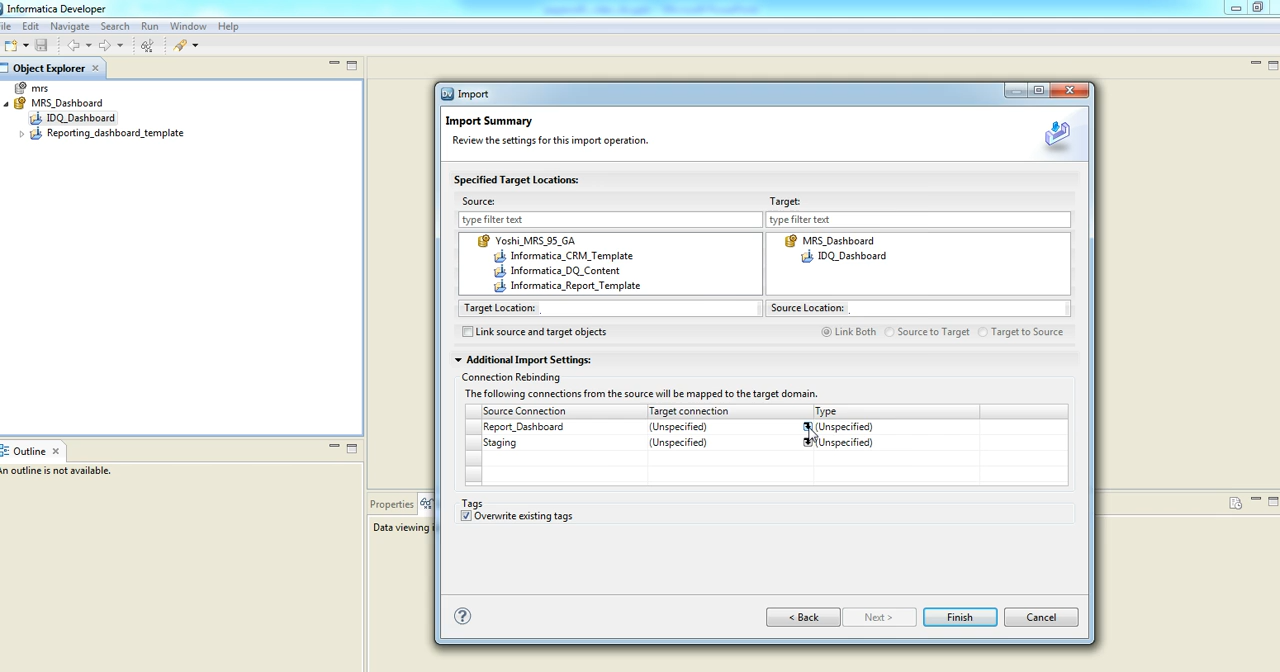 Informatica Developer
File Edit Navigate Search Run Window Help
Object Explorer
mrs
MRS_Dashboard
IDQ_Dashboard
Reporting_dashboard_template
Import
Import Summary
Review the settings for this import operation.
Specified Target Locations:
Source: Target:
type filter text type filter text
Yoshi_MRS_95_GA MRS_Dashboard
Informatica_CRM_Template IDQ_Dashboard
Informatica_DQ_Content
Informatica_Report_Template
Target Location: Source Location:
Link source and target objects Link Both Source to Target Target to Source
Additional Import Settings:
Connection Rebinding
The following connections from the source will be mapped to the target domain.
Source Connection Target connection Type
Report_Dashboard (Unspecified) (Unspecified)
Staging (Unspecified) (Unspecified)
Tags
Overwrite existing tags
< Back Next > Finish Cancel
Outline
An outline is not available.
Properties
Data viewing